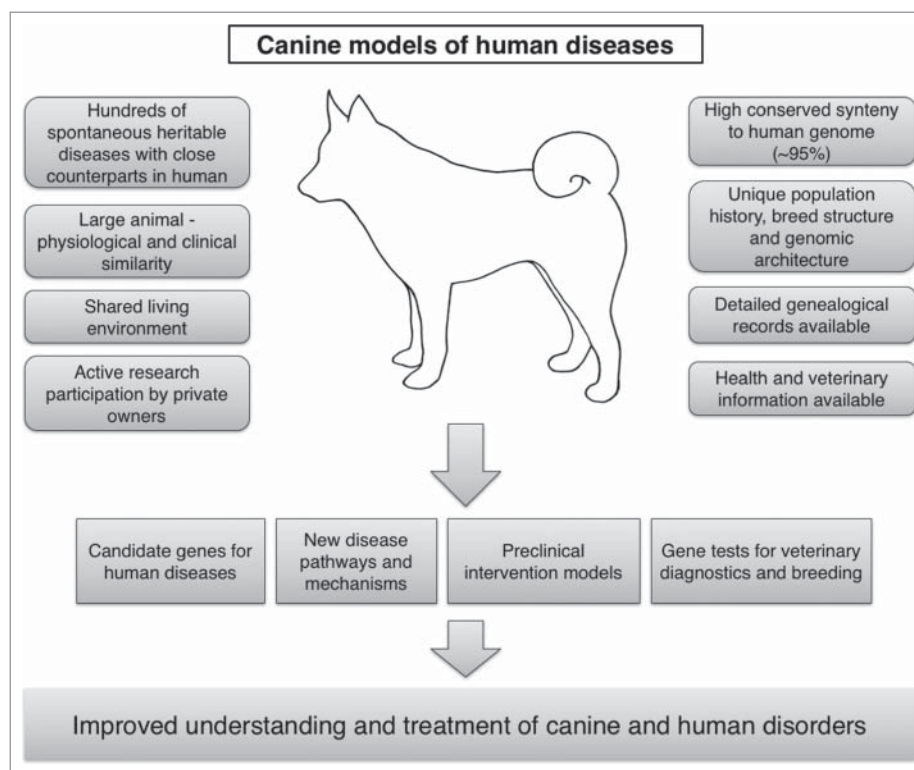 Canine models of human diseases
Hundreds of
spontaneous heritable
diseases with close
counterparts in human
Large animal -
physiological and clinical
similarity
Shared living
environment
Active research
participation by private
owners
High conserved synteny
to human genome
(~95%)
Unique population
history, breed structure
and genomic
architecture
Detailed genealogical
records available
Health and veterinary
information available
Candidate genes for
human diseases
New disease
pathways and
mechanisms
Preclinical
intervention models
Gene tests for veterinary
diagnostics and breeding
Improved understanding and treatment of canine and human disorders